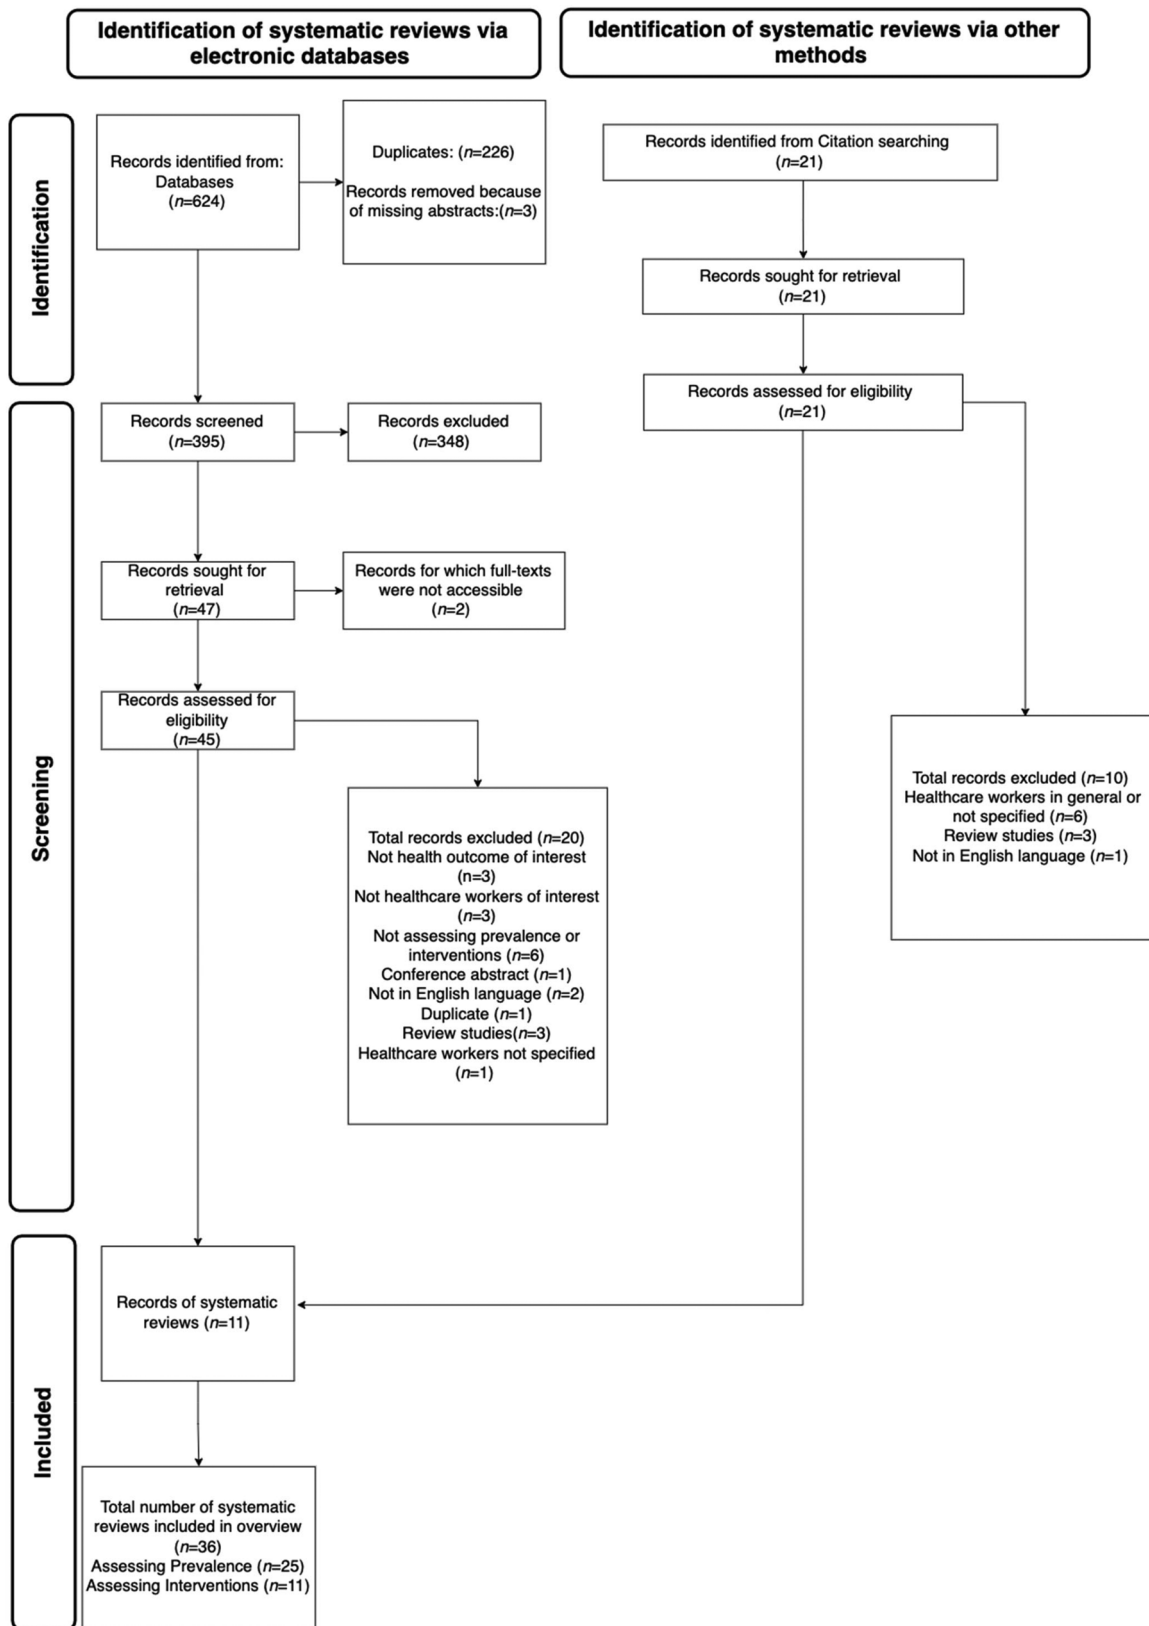 Identification of systematic reviews via
electronic databases
Identification of systematic reviews via other
methods
Identification
Records identified from:
Databases
(n=624)
Duplicates: (n=226)
Records removed because
of missing abstracts:(n=3)
Records identified from Citation searching
(n=21)
Records sought for retrieval
(n=21)
Records assessed for eligibility
(n=21)
Screening
Records screened
(n=395)
Records excluded
(n=348)
Records sought for
retrieval
(n=47)
Records for which full-texts
were not accessible
(n=2)
Records assessed for
eligibility
(n=45)
Total records excluded (n=20)
Not health outcome of interest
(n=3)
Not healthcare workers of interest
(n=3)
Not assessing prevalence or
interventions (n=6)
Conference abstract (n=1)
Not in English language (n=2)
Duplicate (n=1)
Review studies(n=3)
Healthcare workers not specified
(n=1)
Total records excluded (n=10)
Healthcare workers in general or
not specified (n=6)
Review studies (n=3)
Not in English language (n=1)
Included
Records of systematic
reviews (n=11)
Total number of systematic
reviews included in overview
(n=36)
Assessing Prevalence (n=25)
Assessing Interventions (n=11)